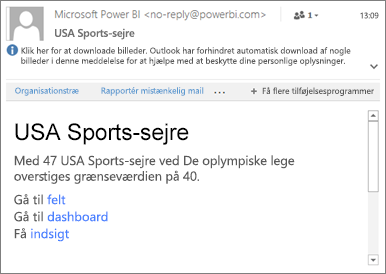 Microsoft Power BI <no-reply@powerbi.com>
1
13:09
USA Sports-sejre
Klik her for at downloade billeder. Outlook har forhindret automatisk download af nogle
billeder i denne meddelelse for at hjælpe med at beskytte dine personlige oplysninger.
Organisationstræ Rapportér mistænkelig mail ... + Få flere tilføjelsesprogrammer
USA Sports-sejre
Med 47 USA Sports-sejre ved De oplympiske lege
overstiges grænseværdien på 40.
Gå til felt
Gå til dashboard
Få indsigt